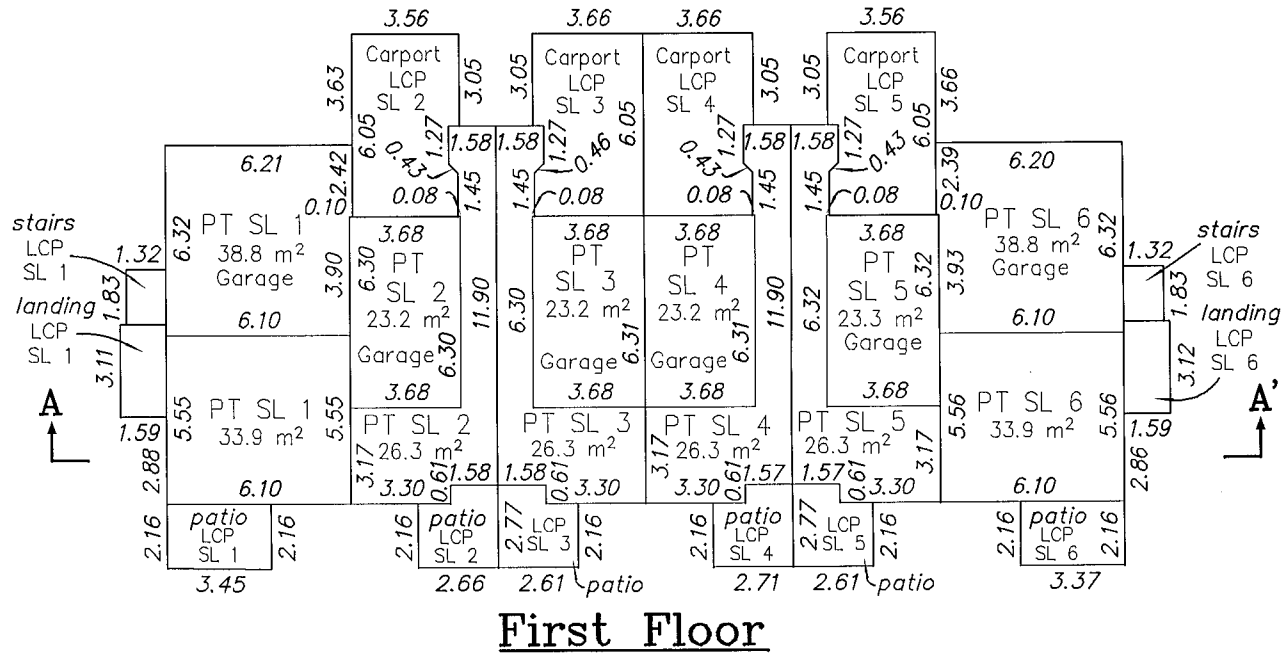 3.56
3.66
3.66
3.56
Carport
LCP
SL 2
3.63
6.05
3.05
1.27
0.43
Carport
LCP
SL 3
3.05
6.05
1.27
0.46
Carport
LCP
SL 4
6.05
3.05
1.27
0.43
Carport
LCP
SL 5
3.05
3.66
6.05
1.27
0.43
1.58
1.58
1.58
1.58
1.45
1.45
1.45
1.45
0.08
0.08
0.08
6.21
2.42
0.10
PT SL 1
38.8 m²
Garage
6.32
3.90
6.10
stairs
LCP
SL 1
1.32
1.83
landing
LCP
SL 1
3.11
1.59
2.88
A
PT SL 1
33.9 m²
5.55
5.55
6.10
3.68
PT
SL 2
23.2 m²
Garage
6.30
6.30
3.68
11.90
6.30
3.68
PT
SL 3
23.2 m²
Garage
6.31
3.68
3.68
PT
SL 4
23.2 m²
Garage
6.31
3.68
11.90
6.32
3.68
PT
SL 5
23.3 m²
Garage
6.32
3.68
6.20
2.39
0.10
PT SL 6
38.8 m²
Garage
3.93
6.32
6.10
1.32
stairs
LCP
SL 6
1.83
landing
LCP
SL 6
3.12
1.59
2.86
A'
PT SL 6
33.9 m²
5.56
5.56
6.10
PT SL 2
26.3 m²
3.17
3.30
0.61
1.58
PT SL 3
26.3 m²
1.58
0.61
3.30
PT SL 4
26.3 m²
3.17
3.30
0.61
1.57
PT SL 5
26.3 m²
1.57
0.61
3.30
3.17
2.16
patio
LCP
SL 1
2.16
3.45
2.16
patio
LCP
SL 2
2.66
2.77
LCP
SL 3
2.16
2.61
patio
2.16
patio
LCP
SL 4
2.71
2.77
LCP
SL 5
2.16
2.61
patio
2.16
patio
LCP
SL 6
2.16
3.37
First Floor